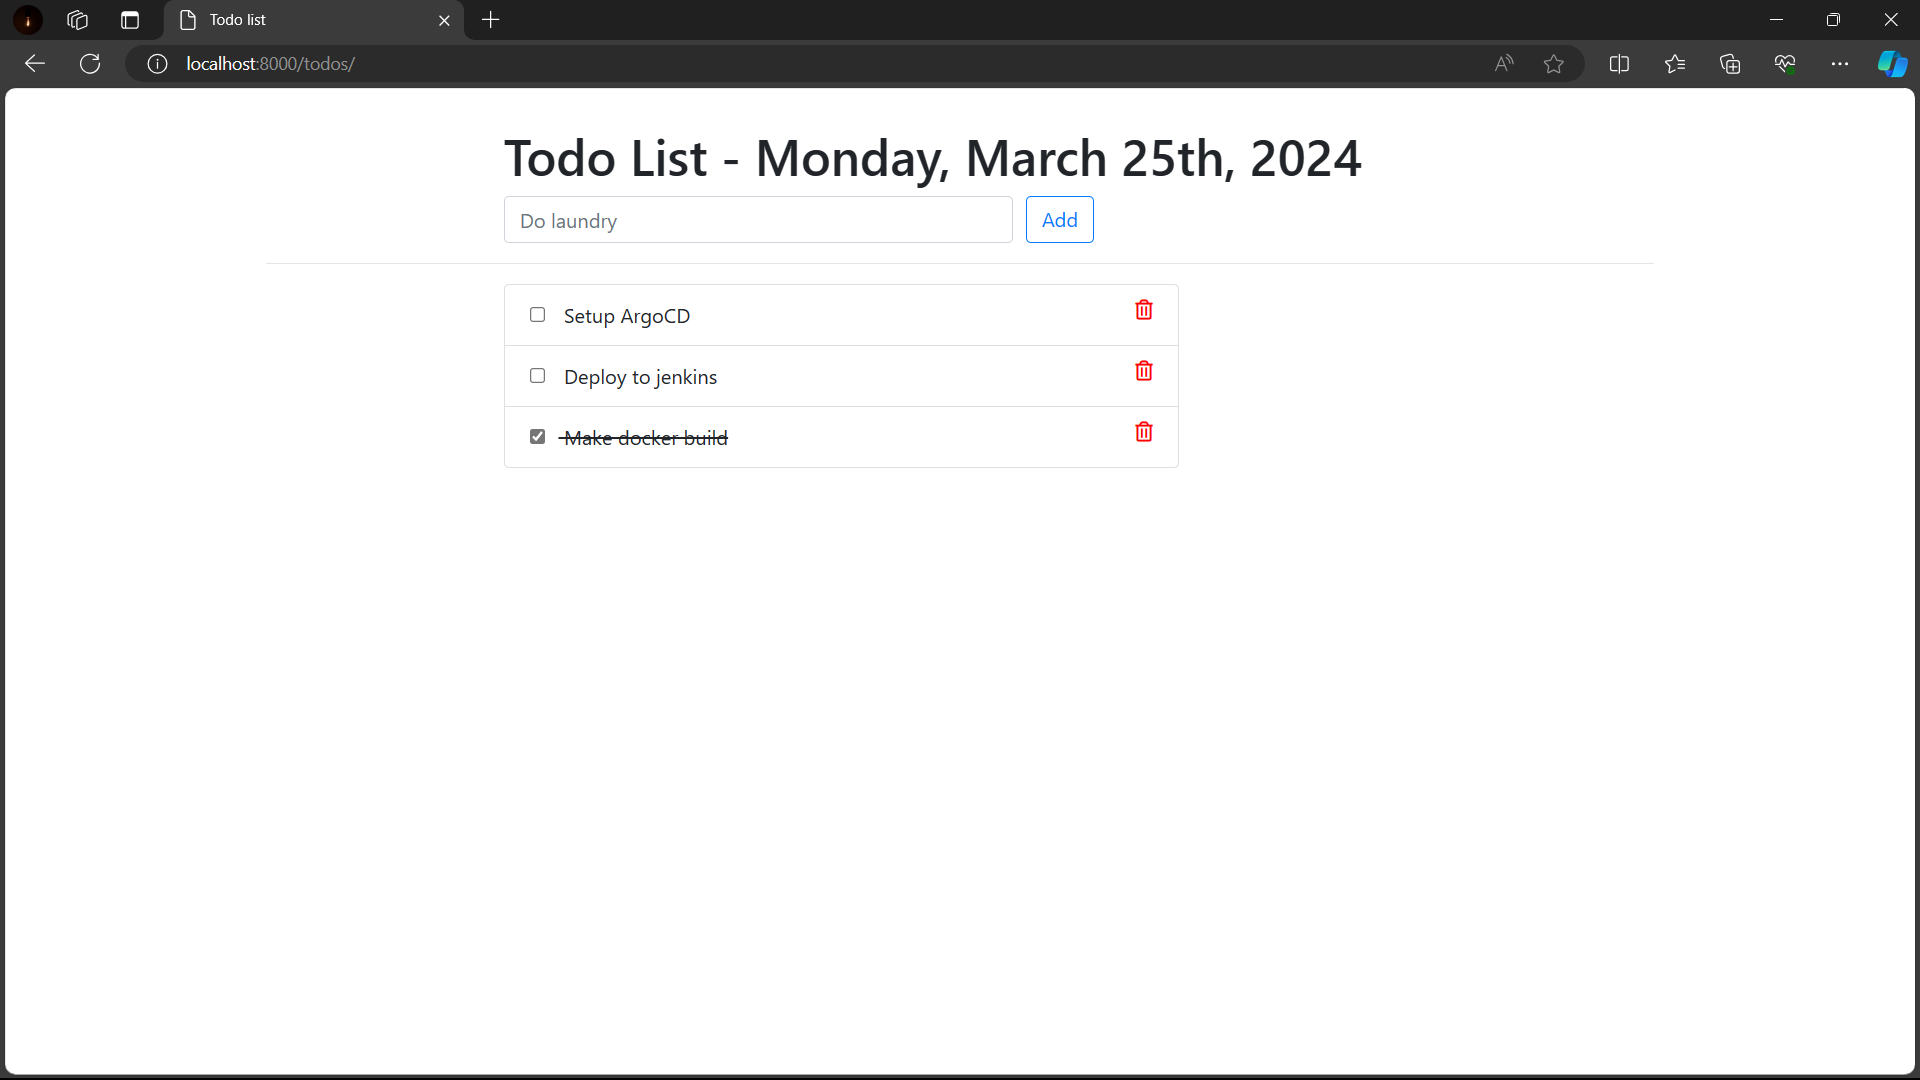 Todo list
localhost:8000/todos/
Todo List - Monday, March 25th, 2024
Do laundry
Add
Setup ArgoCD
Deploy to jenkins
Make docker build